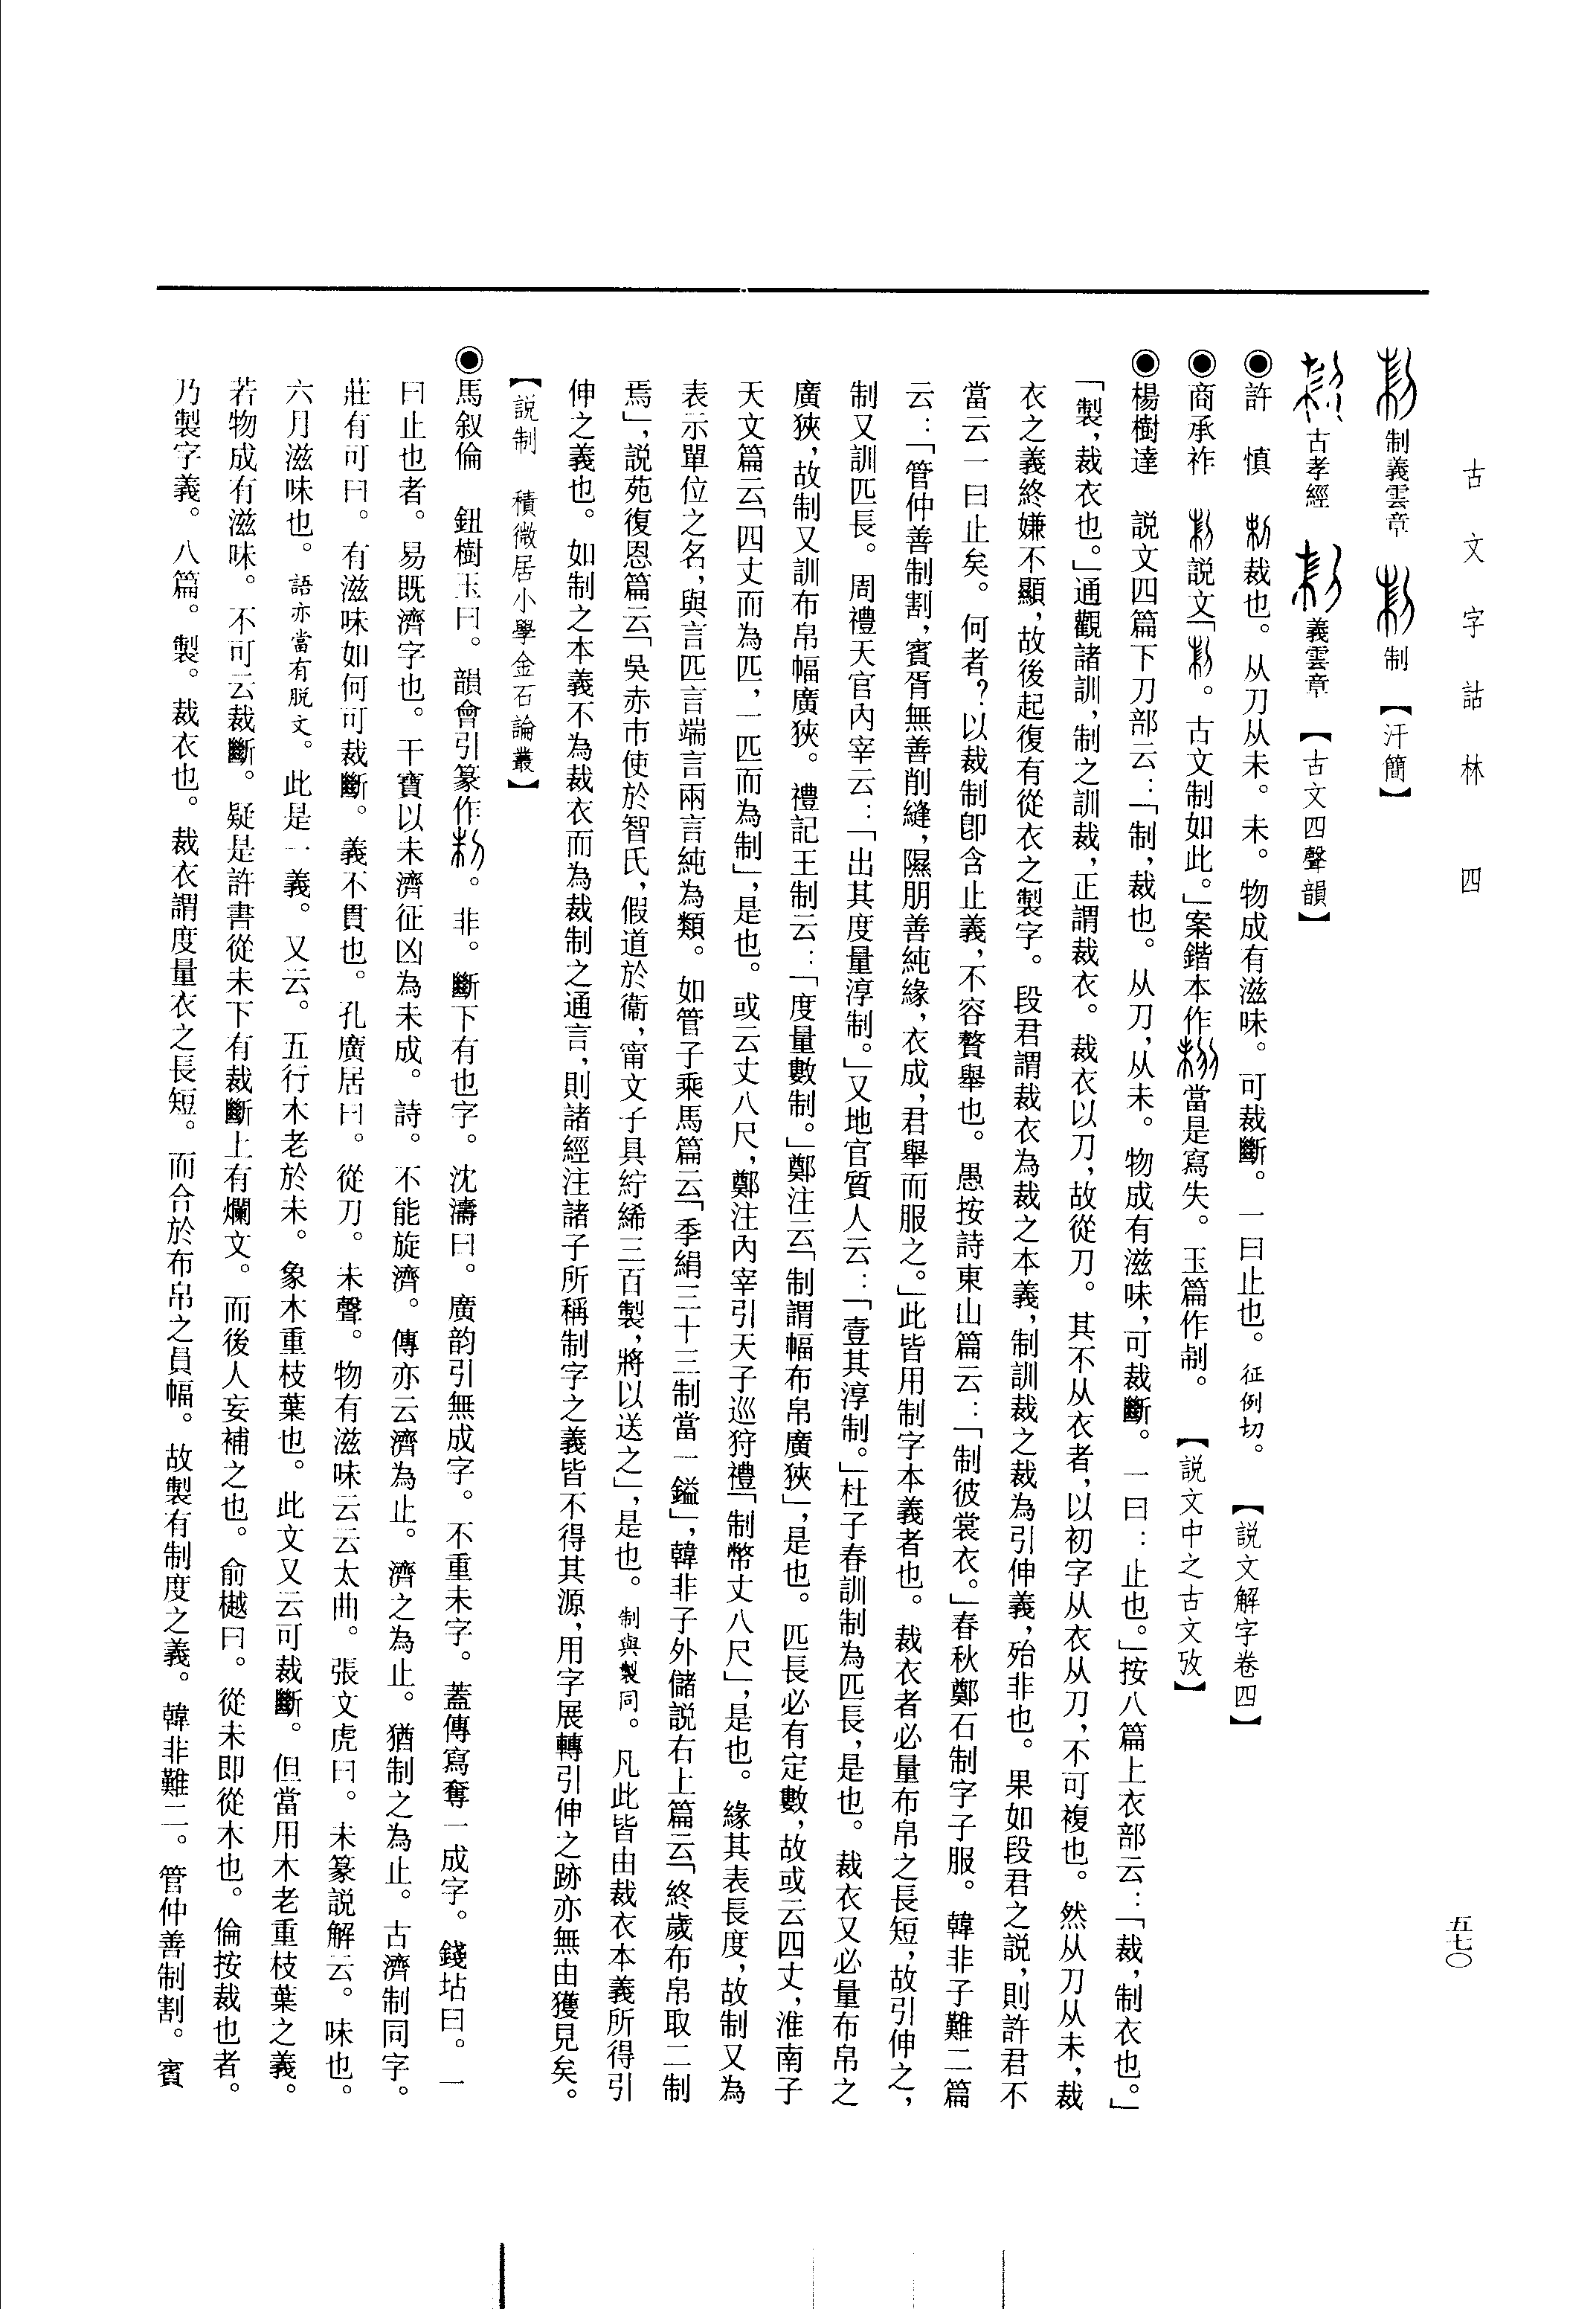 古文字詁林 四
五七〇
制義雲章 制 【汗簡】
古孝經 義雲章 【古文四聲韻】
◉許 慎 裁也。从刀从未。未。物成有滋味。可裁斷。一曰止也。征例切。 【説文解字卷四】
◉商承祚 説文「。古文制如此。」案鍇本作當是寫失。玉篇作𠛐。 【説文中之古文攷】
◉楊樹達 説文四篇下刀部云：「制，裁也。从刀，从未。物成有滋味，可裁斷。一曰：止也。」按八篇上衣部云：「裁，制衣也。」
「製，裁衣也。」通觀諸訓，制之訓裁，正謂裁衣。裁衣以刀，故從刀。其不从衣者，以初字从衣从刀，不可複也。然从刀从未，裁
衣之義終嫌不顯，故後起復有從衣之製字。段君謂裁衣為裁之本義，制訓裁之裁為引伸義，殆非也。果如段君之説，則許君不
當云一曰止矣。何者？以裁制卽含止義，不容贅舉也。愚按詩東山篇云：「制彼裳衣。」春秋鄭石制字子服。韓非子難二篇
云：「管仲善制割，賓胥無善削縫，隰朋善純緣，衣成，君舉而服之。」此皆用制字本義者也。裁衣者必量布帛之長短，故引伸之，
制又訓匹長。周禮天官內宰云：「出其度量淳制。」又地官質人云：「壹其淳制。」杜子春訓制為匹長，是也。裁衣又必量布帛之
廣狹，故制又訓布帛幅廣狹。禮記王制云：「度量數制。」鄭注云「制謂幅布帛廣狹」，是也。匹長必有定數，故或云四丈，淮南子
天文篇云「四丈而為匹，一匹而為制」，是也。或云丈八尺，鄭注內宰引天子巡狩禮「制幣丈八尺」，是也。緣其表長度，故制又為
表示單位之名，與言匹言端言兩言純為類。如管子乘馬篇云「季絹三十三制當一鎰」，韓非子外儲説右上篇云「終歲布帛取二制
焉」，説苑復恩篇云「吳赤市使於智氏，假道於衞，甯文子具紵絺三百製，將以送之」，是也。制與製同。凡此皆由裁衣本義所得引
伸之義也。如制之本義不為裁衣而為裁制之通言，則諸經注諸子所稱制字之義皆不得其源，用字展轉引伸之跡亦無由獲見矣。
【説制 積微居小學金石論叢】
◉馬叙倫 鈕樹玉曰。韻會引篆作。非。斷下有也字。沈濤曰。廣韵引無成字。不重未字。蓋傳寫奪一成字。錢坫曰。一
曰止也者。易既濟字也。干寶以未濟征凶為未成。詩。不能旋濟。傳亦云濟為止。濟之為止。猶制之為止。古濟制同字。
莊有可曰。有滋味如何可裁斷。義不貫也。孔廣居曰。從刀。未聲。物有滋味云云太曲。張文虎曰。未篆説解云。味也。
六月滋味也。語亦當有脱文。此是一義。又云。五行木老於未。象木重枝葉也。此文又云可裁斷。但當用木老重枝葉之義。
若物成有滋味。不可云裁斷。疑是許書從未下有裁斷上有爛文。而後人妄補之也。俞樾曰。從未即從木也。倫按裁也者。
乃製字義。八篇。製。裁衣也。裁衣謂度量衣之長短。而合於布帛之員幅。故製有制度之義。韓非難二。管仲善制割。賓